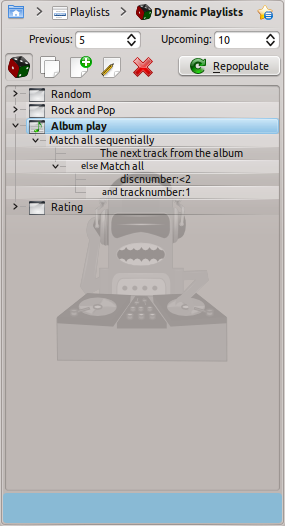 Playlists Dynamic Playlists
Previous: 5 Upcoming: 10
Repopulate
Random
Rock and Pop
Album play
Match all sequentially
The next track from the album
else Match all
discnumber:<2
and tracknumber:1
Rating